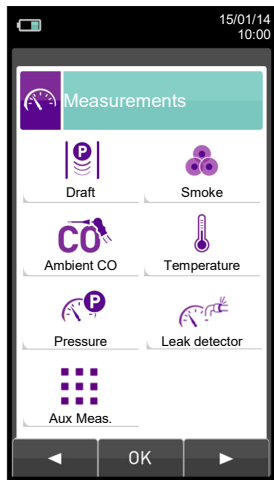 15/01/14
10:00
Measurements
P
Draft
Smoke
CO
Ambient CO
Temperature
P
Pressure
Leak detector
Aux Meas.
OK